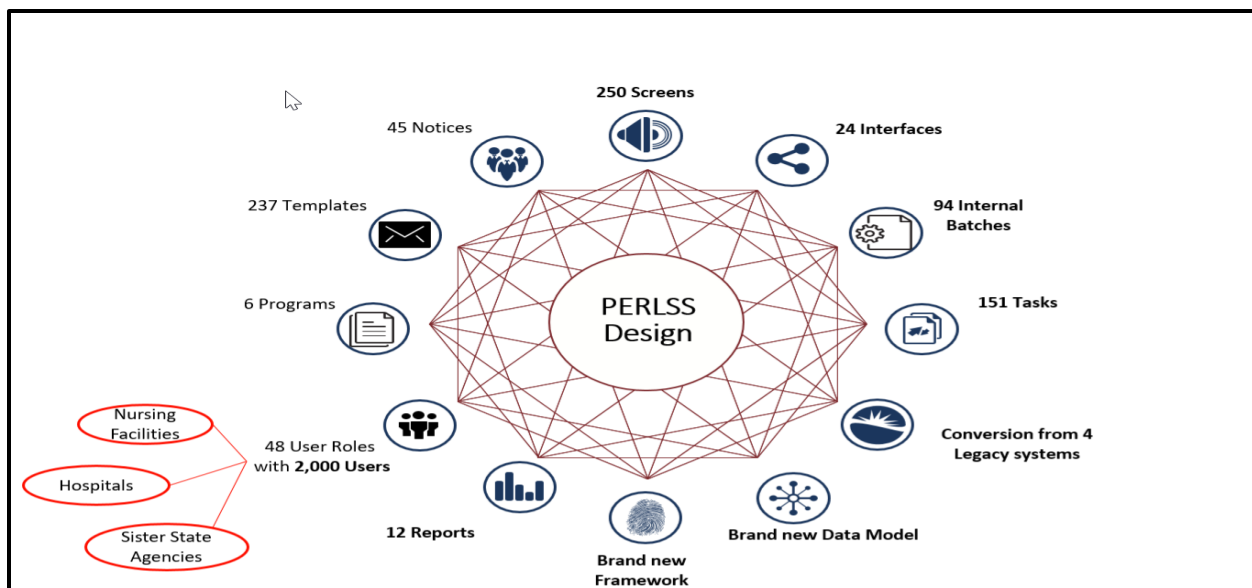 250 Screens
45 Notices
24 Interfaces
237 Templates
94 Internal
Batches
6 Programs
PERLSS
Design
151 Tasks
Nursing
Facilities
48 User Roles
with 2,000 Users
Conversion from 4
Legacy systems
Hospitals
Sister State
Agencies
12 Reports
Brand new
Framework
Brand new Data Model